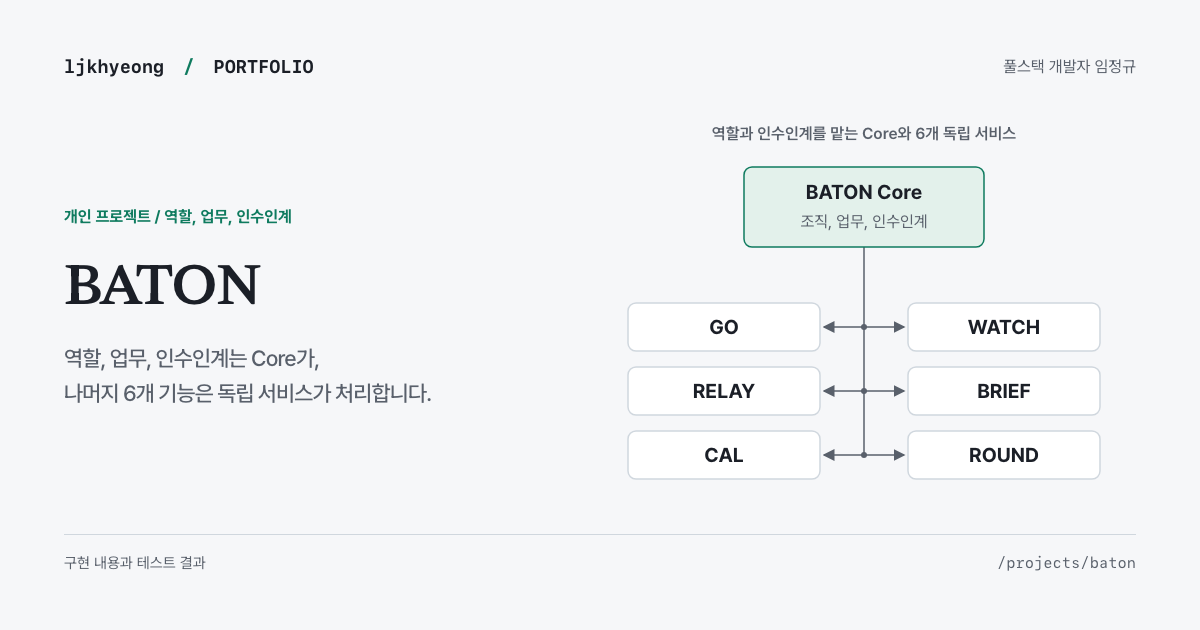 ljkhyeong / PORTFOLIO
풀스택 개발자 임정규
개인 프로젝트 / 역할, 업무, 인수인계
BATON
역할, 업무, 인수인계는 Core가,
나머지 6개 기능은 독립 서비스가 처리합니다.
역할과 인수인계를 맡는 Core와 6개 독립 서비스
BATON Core
조직, 업무, 인수인계
GO
WATCH
RELAY
BRIEF
CAL
ROUND
구현 내용과 테스트 결과
/projects/baton